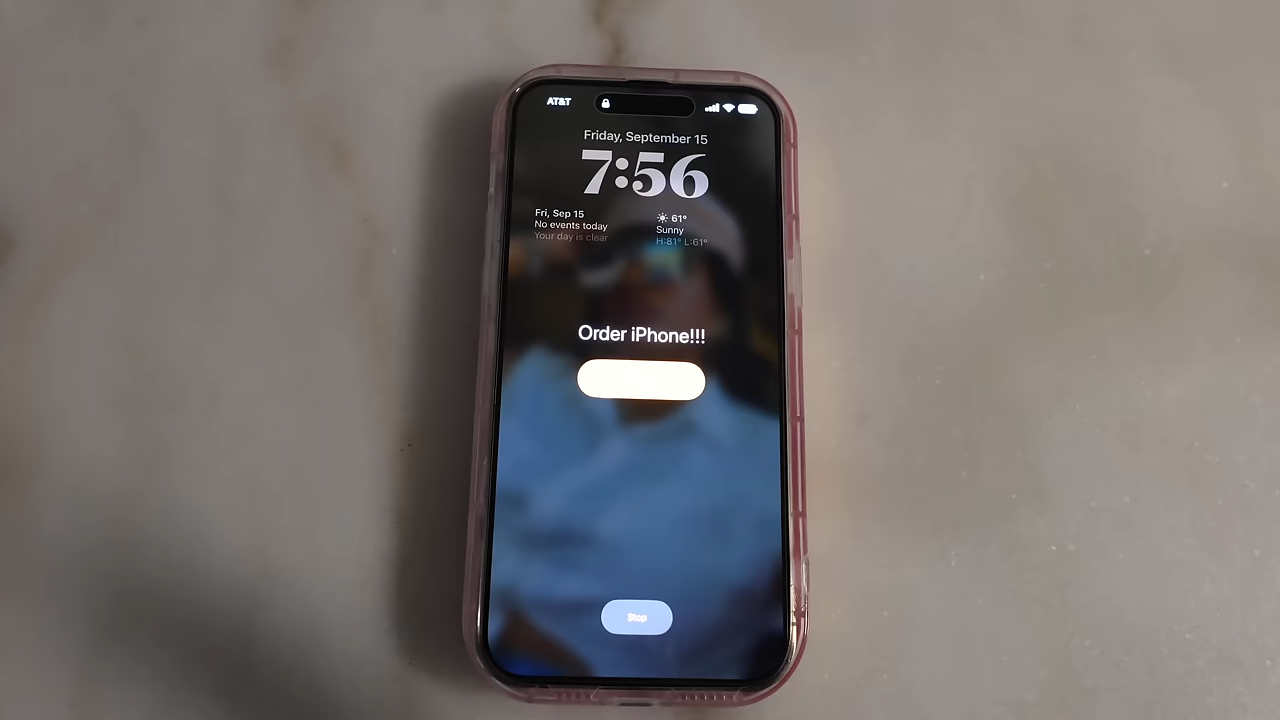 AT&T
Friday, September 15
7:56
Fri, Sep 15
No events today
Your day is clear
61°
Sunny
H:81° L:61°
Order iPhone!!!
Stop